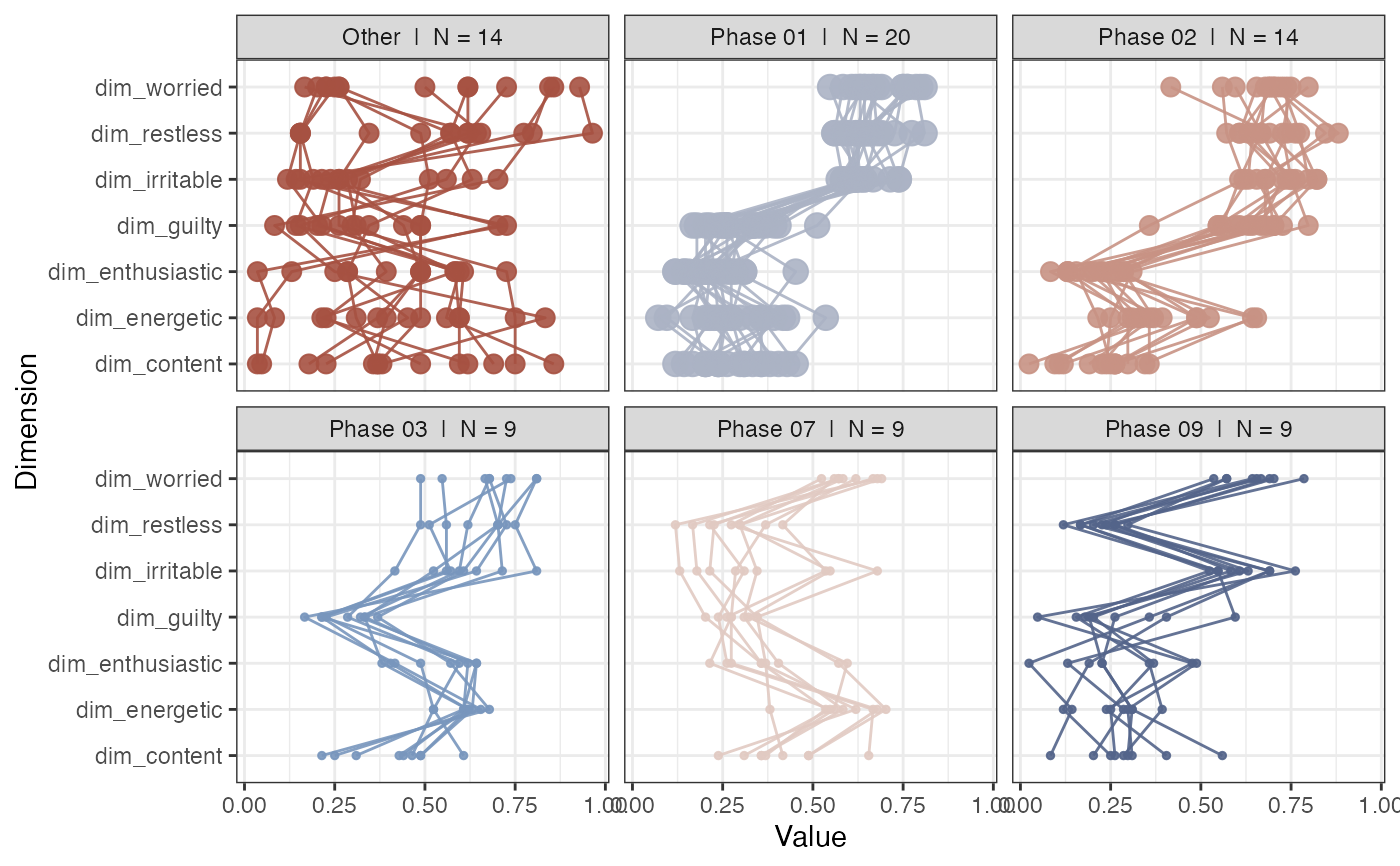 Other | N = 14
Phase 01 | N = 20
Phase 02 | N = 14
dim_worried
dim_restless
dim_irritable
dim_guilty
dim_enthusiastic
dim_energetic
dim_content
Dimension
Phase 03 | N = 9
Phase 07 | N = 9
Phase 09 | N = 9
dim_worried
dim_restless
dim_irritable
dim_guilty
dim_enthusiastic
dim_energetic
dim_content
0.00 0.25 0.50 0.75 1.00 0.00 0.25 0.50 0.75 1.00 0.00 0.25 0.50 0.75 1.00
Value